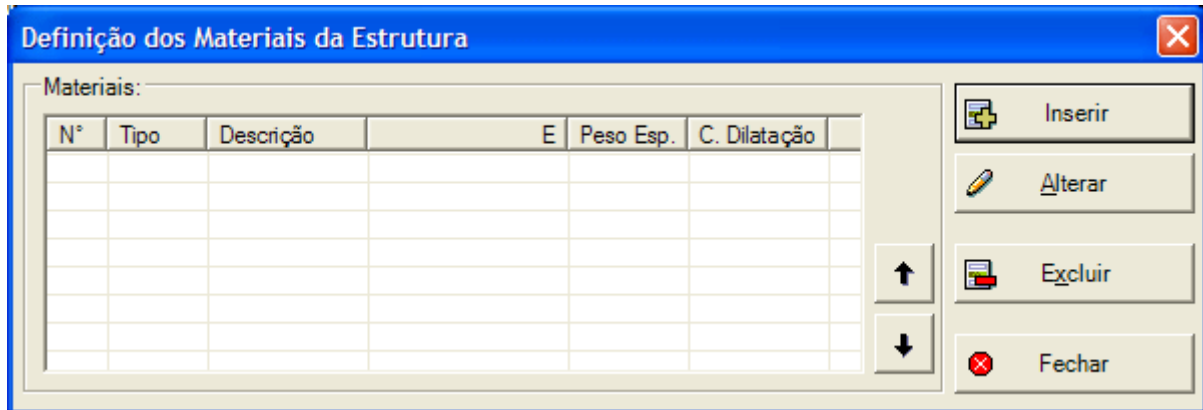 Definição dos Materiais da Estrutura
Materiais:
N° Tipo Descrição E Peso Esp. C. Dilatação
Inserir
Alterar
Excluir
Fechar